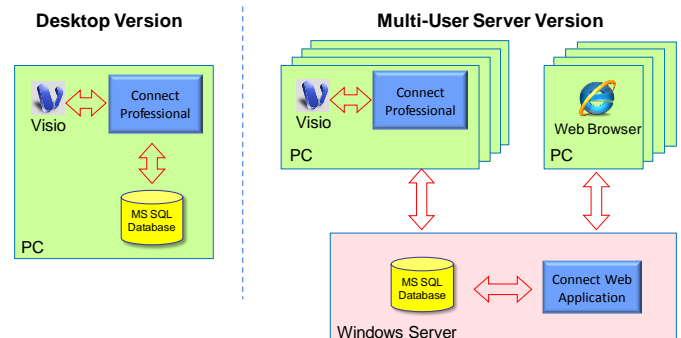 Desktop Version
Multi-User Server Version
Connect
Professional
Visio
MS SQL
Database
PC
Connect
Professional
Visio
PC
Web Browser
PC
MS SQL
Database
Connect Web
Application
Windows Server